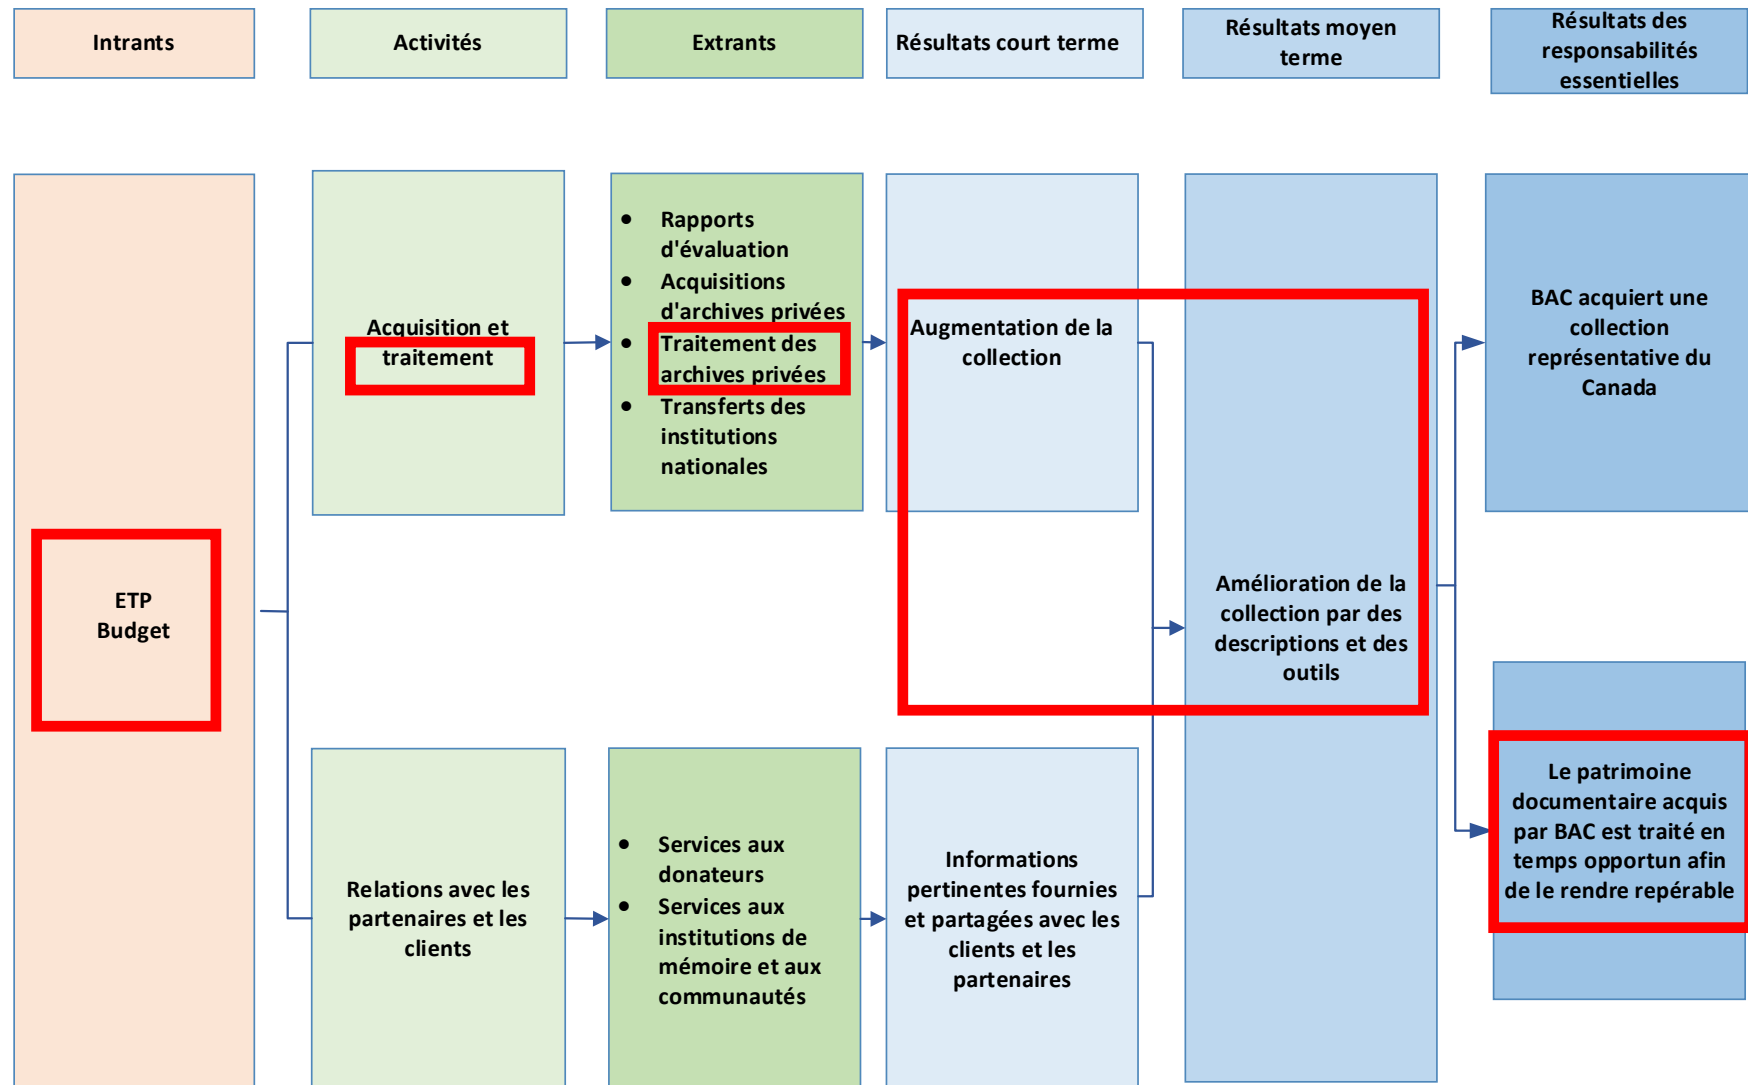 Intrants
Activités
Extrants
Résultats court terme
Résultats moyen
terme
Résultats des
responsabilités
essentielles
ETP
Budget
Acquisition et
traitement
• Rapports
d'évaluation
• Acquisitions
d'archives privées
• Traitement des
archives privées
• Transferts des
institutions
nationales
Augmentation de la
collection
Amélioration de la
collection par des
descriptions et des
outils
BAC acquiert une
collection
représentative du
Canada
Relations avec les
partenaires et les
clients
• Services aux
donateurs
• Services aux
institutions de
mémoire et aux
communautés
Informations
pertinentes fournies
et partagées avec les
clients et les
partenaires
Le patrimoine
documentaire acquis
par BAC est traité en
temps opportun afin
de le rendre repérable